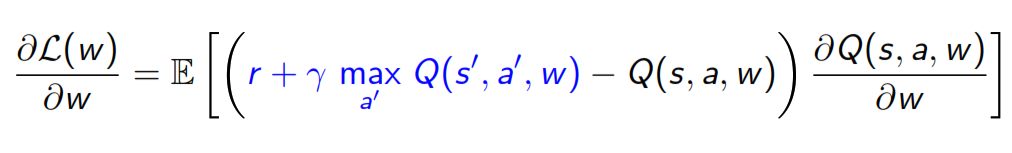 ∂ℒ(w)/∂w = 𝔼[(r + γ max_{a′} Q(s′, a′, w) − Q(s, a, w)) ∂Q(s, a, w)/∂w]